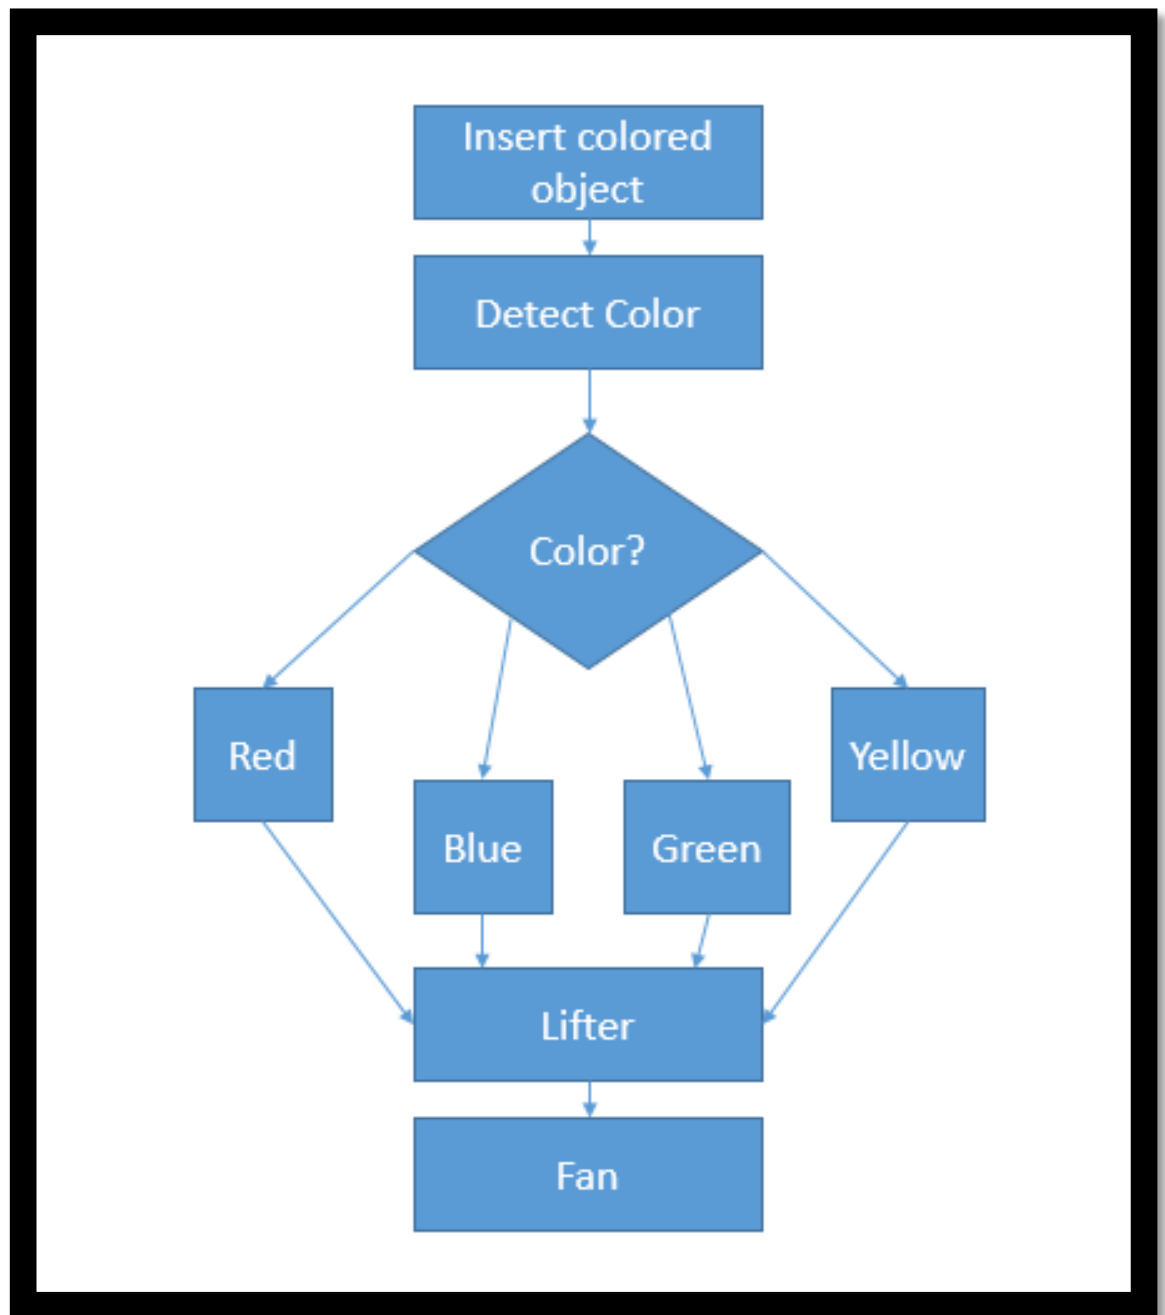 Insert colored
object
Detect Color
Color?
Red
Yellow
Blue
Green
Lifter
Fan